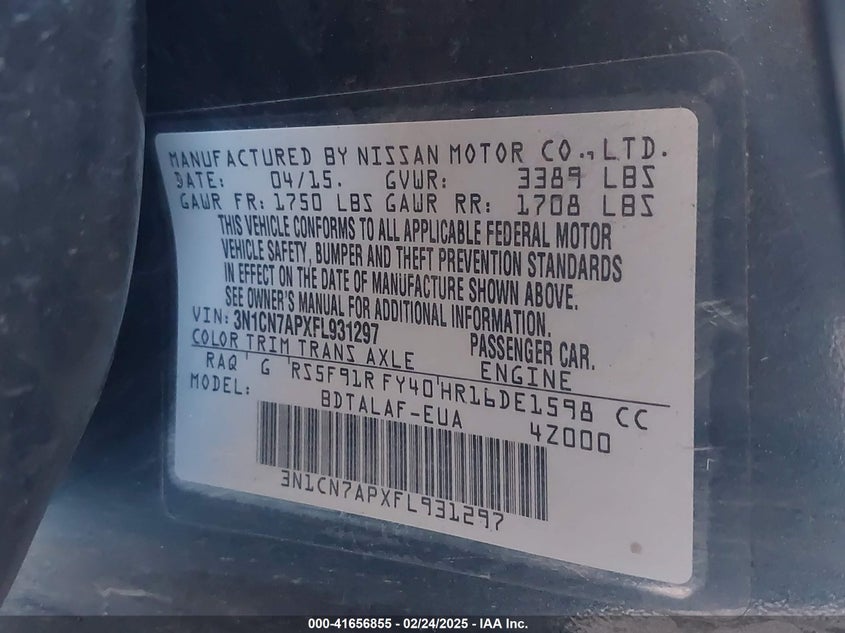 MANUFACTURED BY NISSAN MOTOR CO.,LTD.
DATE: 04/15. GVWR: 3389 LBS
GAWR FR: 1750 LBS GAWR RR: 1708 LBS
THIS VEHICLE CONFORMS TO ALL APPLICABLE FEDERAL MOTOR
VEHICLE SAFETY, BUMPER AND THEFT PREVENTION STANDARDS
IN EFFECT ON THE DATE OF MANUFACTURE SHOWN ABOVE.
SEE OWNER'S MANUAL FOR ADDITIONAL INFORMATION.
VIN: 3N1CN7APXFL931297 PASSENGER CAR.
COLOR TRIM TRANS AXLE ENGINE
RAQ' G 'RS5F91R FY40'HR16DE1598 CC
MODEL: BDTALAF-EUA 42000
3N1CN7APXFL931297
000-41656855 - 02/24/2025 - IAA Inc.